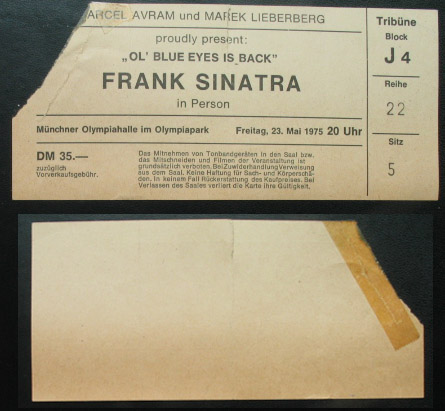 ARCEL AVRAM und MAREK LIEBERBERG
proudly present:
„OL' BLUE EYES IS BACK”
FRANK SINATRA
in Person
Münchner Olympiahalle im Olympiapark Freitag, 23. Mai 1975 20 Uhr
DM 35.—
zuzüglich
Vorverkaufsgebühr.
Das Mitnehmen von Tonbandgeräten in den Saal bzw.
das Mitschneiden und Filmen der Veranstaltung ist
grundsätzlich verboten. Bei Zuwiderhandlung Verweisung
aus dem Saal. Keine Haftung für Sach- und Körperschä-
den. In keinem Fall Rückerstattung des Kaufpreises. Bei
Verlassen des Saales verliert die Karte ihre Gültigkeit.
Tribüne
Block
J 4
Reihe
22
Sitz
5